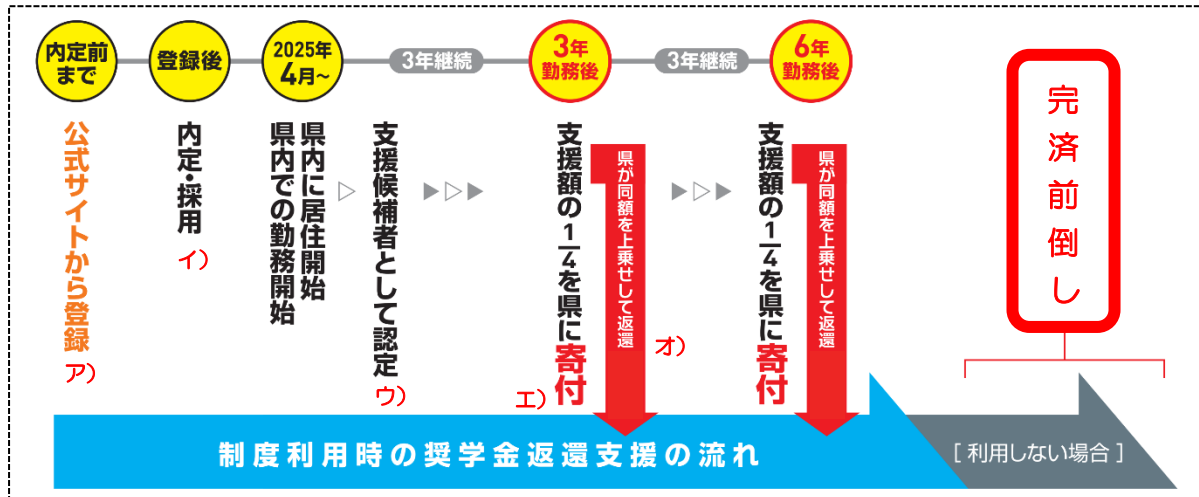 内定前
まで
登録後
2025年
4月～
3年継続
3年
勤務後
3年継続
6年
勤務後
公式サイトから登録
ア）
内定・採用
イ）
県内に居住開始
県内での勤務開始
支援候補者として認定
ウ）
支援額の1/4を県に寄付
エ）
県が同額を上乗せして返還
オ）
支援額の1/4を県に寄付
県が同額を上乗せして返還
完済前倒し
制度利用時の奨学金返還支援の流れ
［利用しない場合］